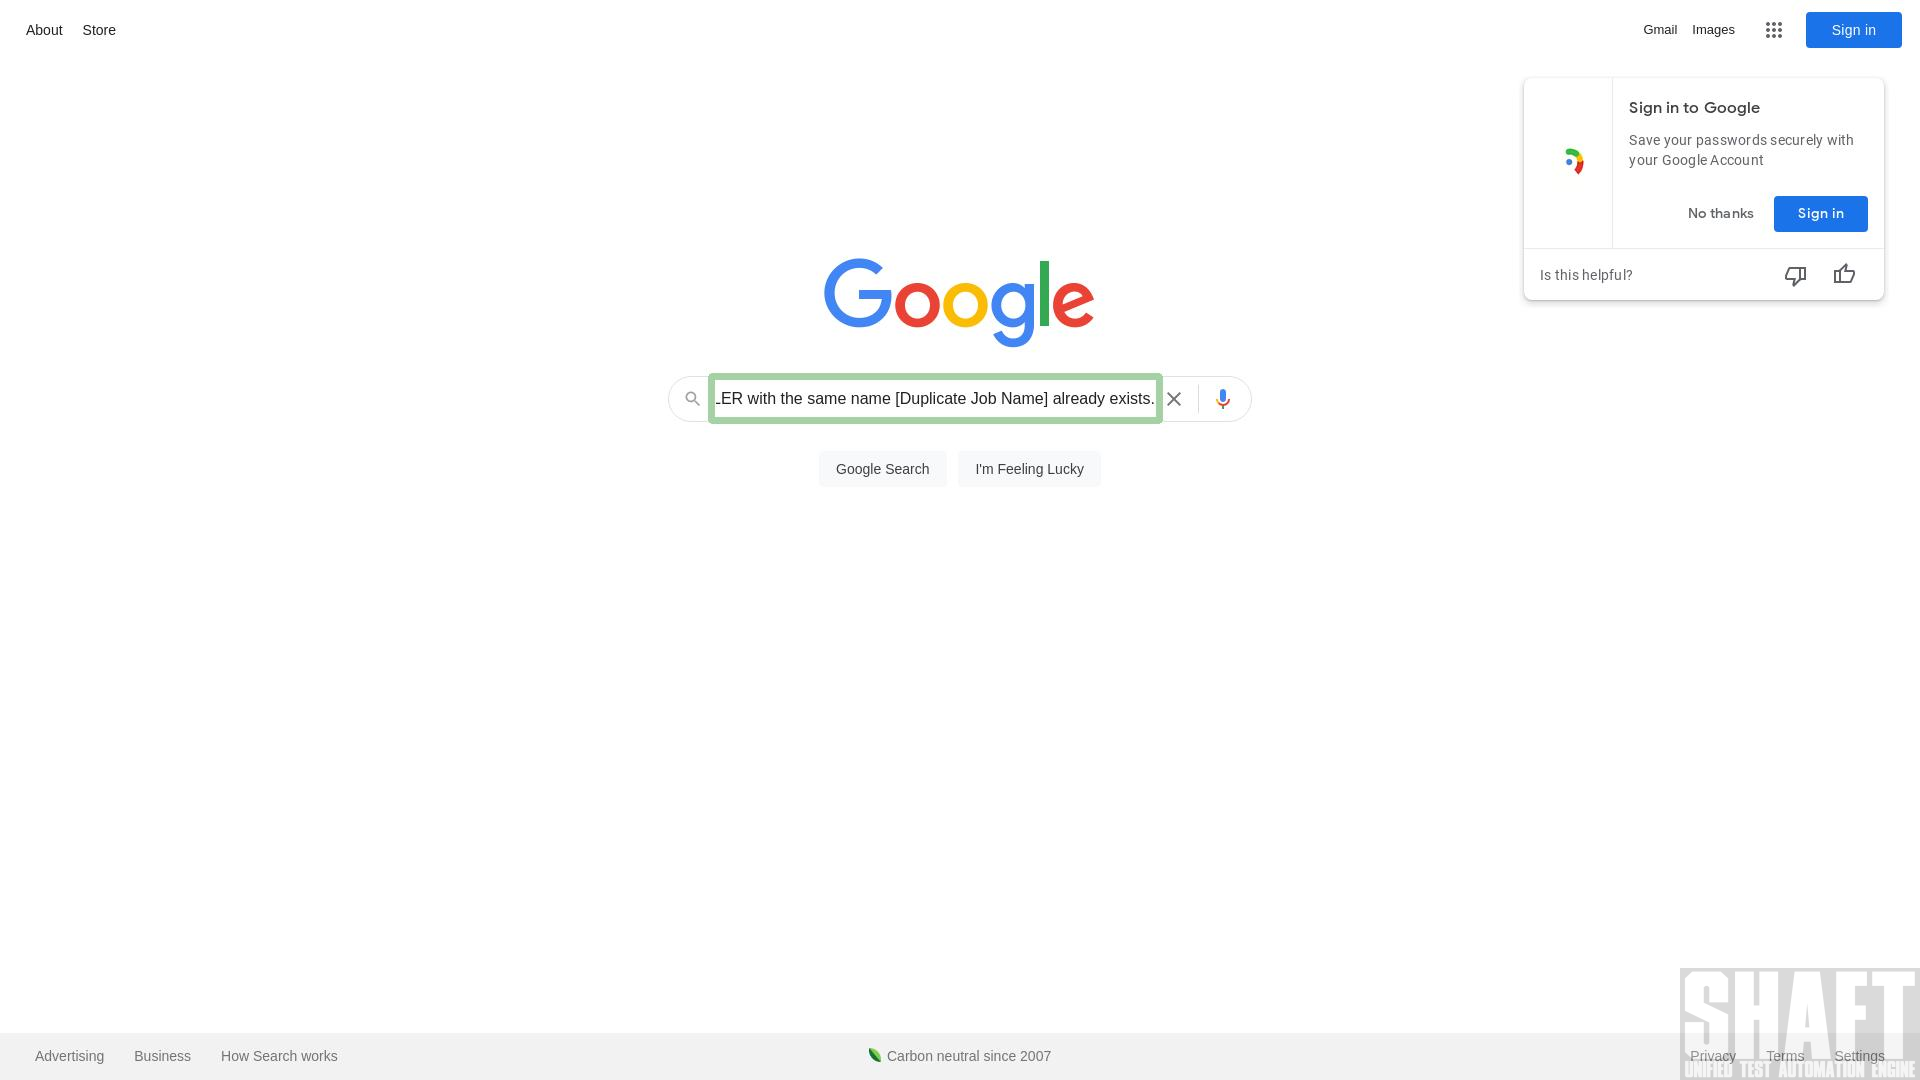 About Store
Gmail Images Sign in
Sign in to Google
Save your passwords securely with
your Google Account
No thanks Sign in
Is this helpful?
Google
with the same name [Duplicate Job Name] already exists.
Google Search I'm Feeling Lucky
SHAFT
UNIFIED TEST AUTOMATION ENGINE
Advertising Business How Search works
Carbon neutral since 2007
Privacy Terms Settings